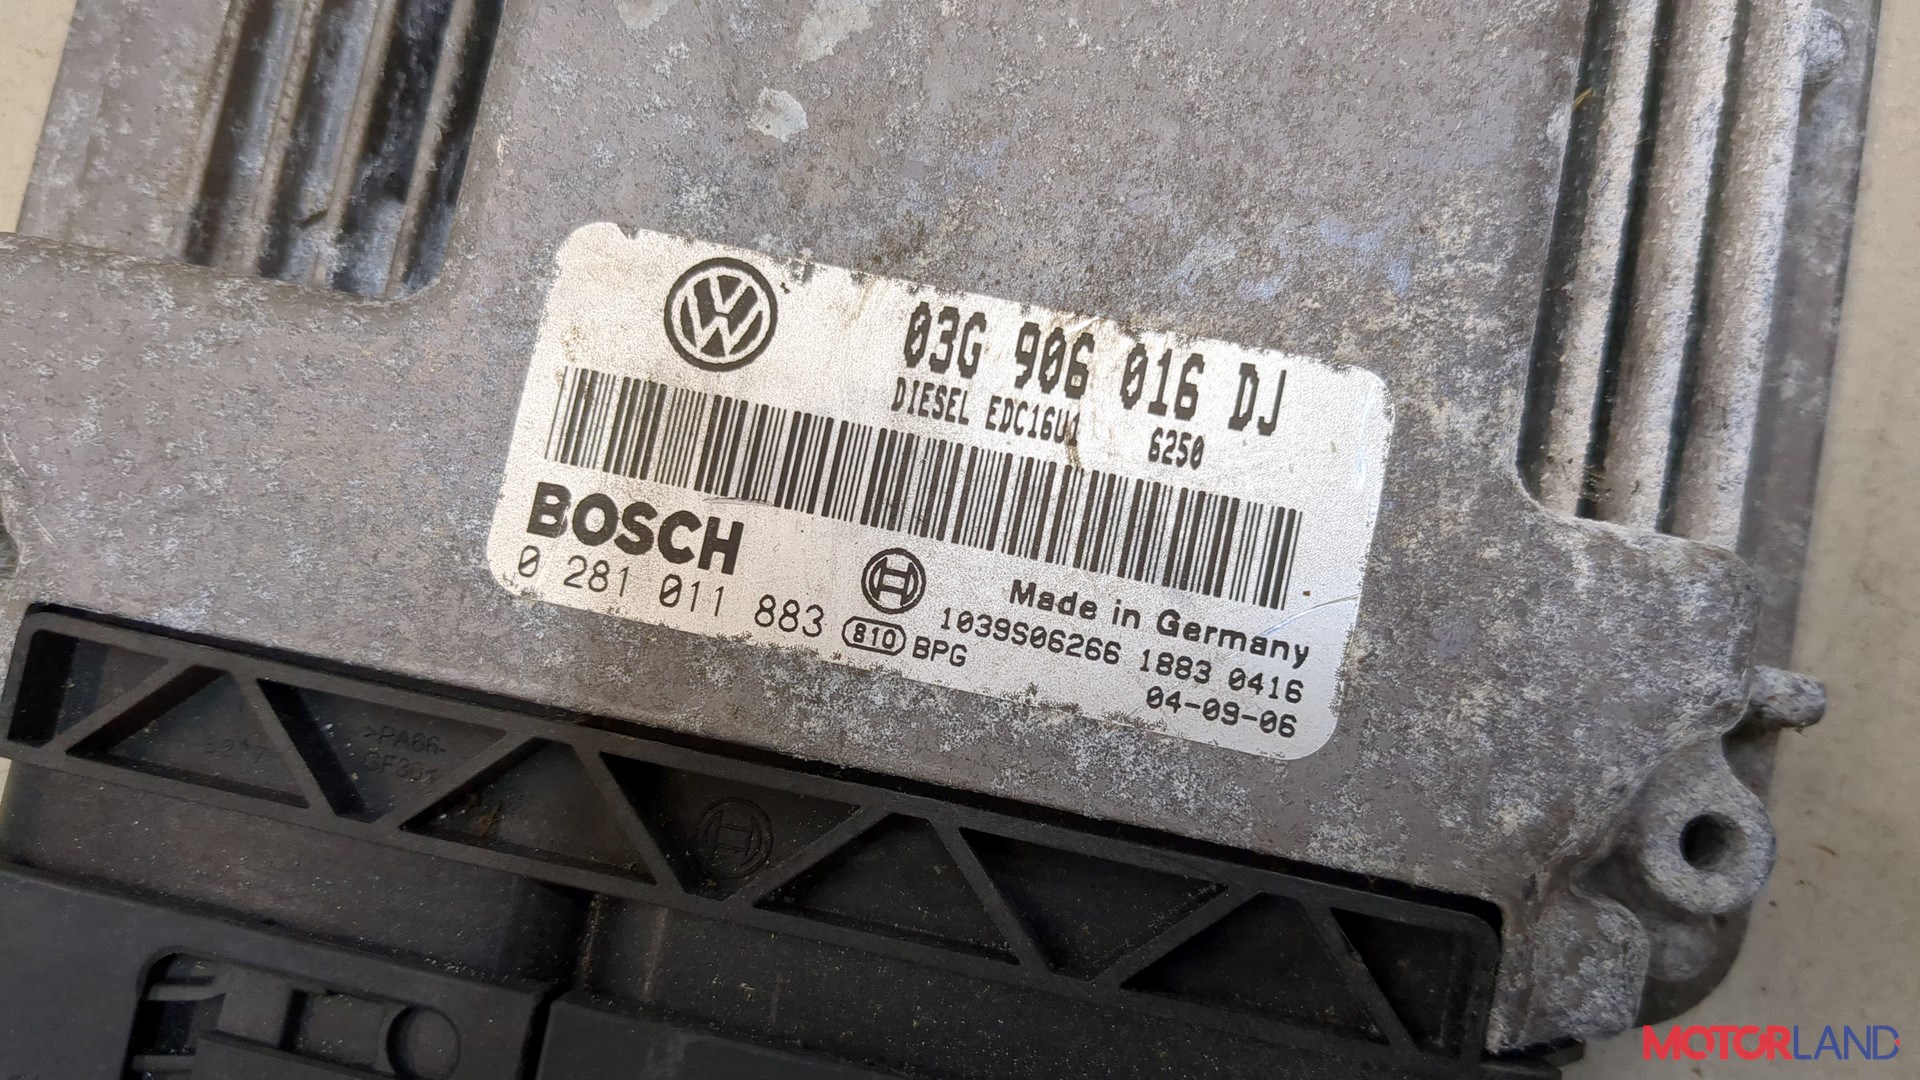 03G 906 016 DJ
DIESEL EDC16U1 6250
BOSCH
0 281 011 883
Made in Germany
810 BPG
1039S06266 1883 0416
04-09-06
>PA66-
MOTORLAND